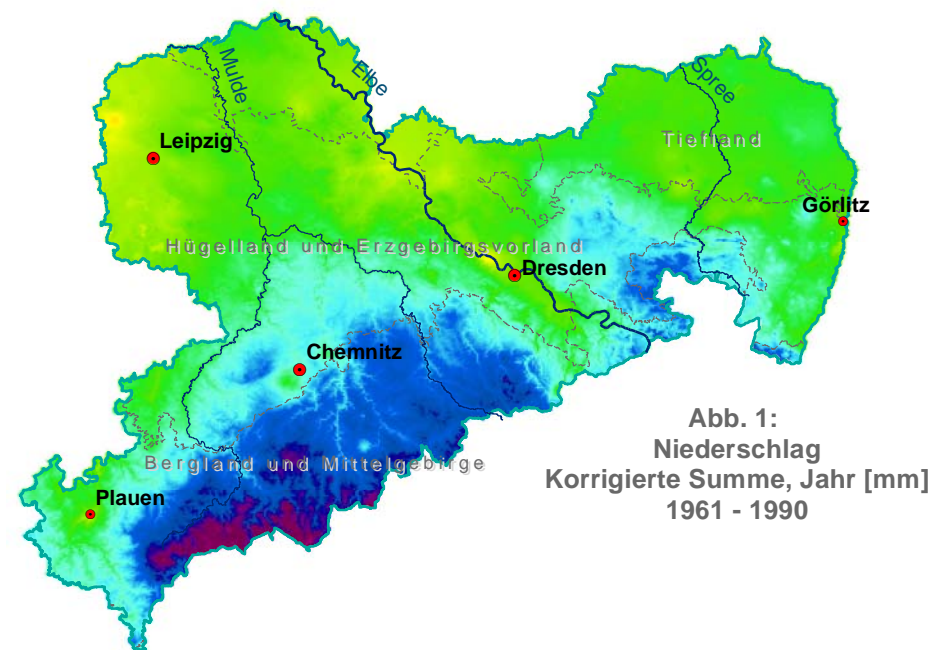 Mulde
Elbe
Spree
Tiefland
Leipzig
Görlitz
Hügelland und Erzgebirgsvorland
Dresden
Chemnitz
Bergland und Mittelgebirge
Plauen
Abb. 1:
Niederschlag
Korrigierte Summe, Jahr [mm]
1961 - 1990